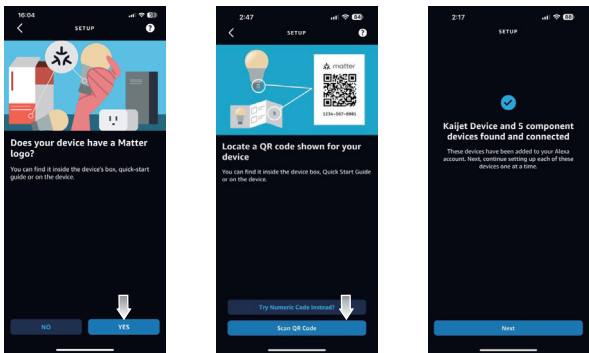 16:04
SETUP
?
Does your device have a Matter
logo?
You can find it inside the device's box, quick-start
guide or on the device.
NO
YES
2:47
SETUP
?
matter
1234-567-8901
Locate a QR code shown for your
device
You can find it inside the device box, Quick Start Guide
or on the device.
Try Numeric Code Instead?
Scan QR Code
2:17
SETUP
Kaijet Device and 5 component
devices found and connected
These devices have been added to your Alexa
account. Next, continue setting up each of these
devices one at a time.
Next